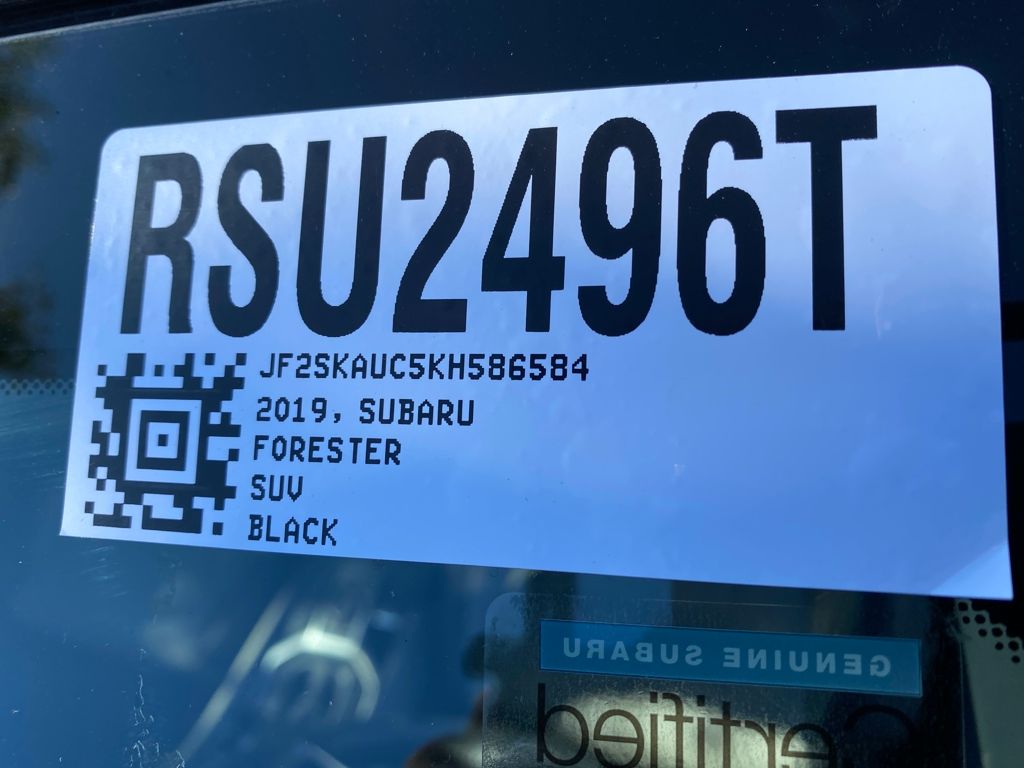 RSU2496T
JF2SKAUC5KH586584
2019, SUBARU
FORESTER
SUV
BLACK
GENUINE SUBARU
Certified